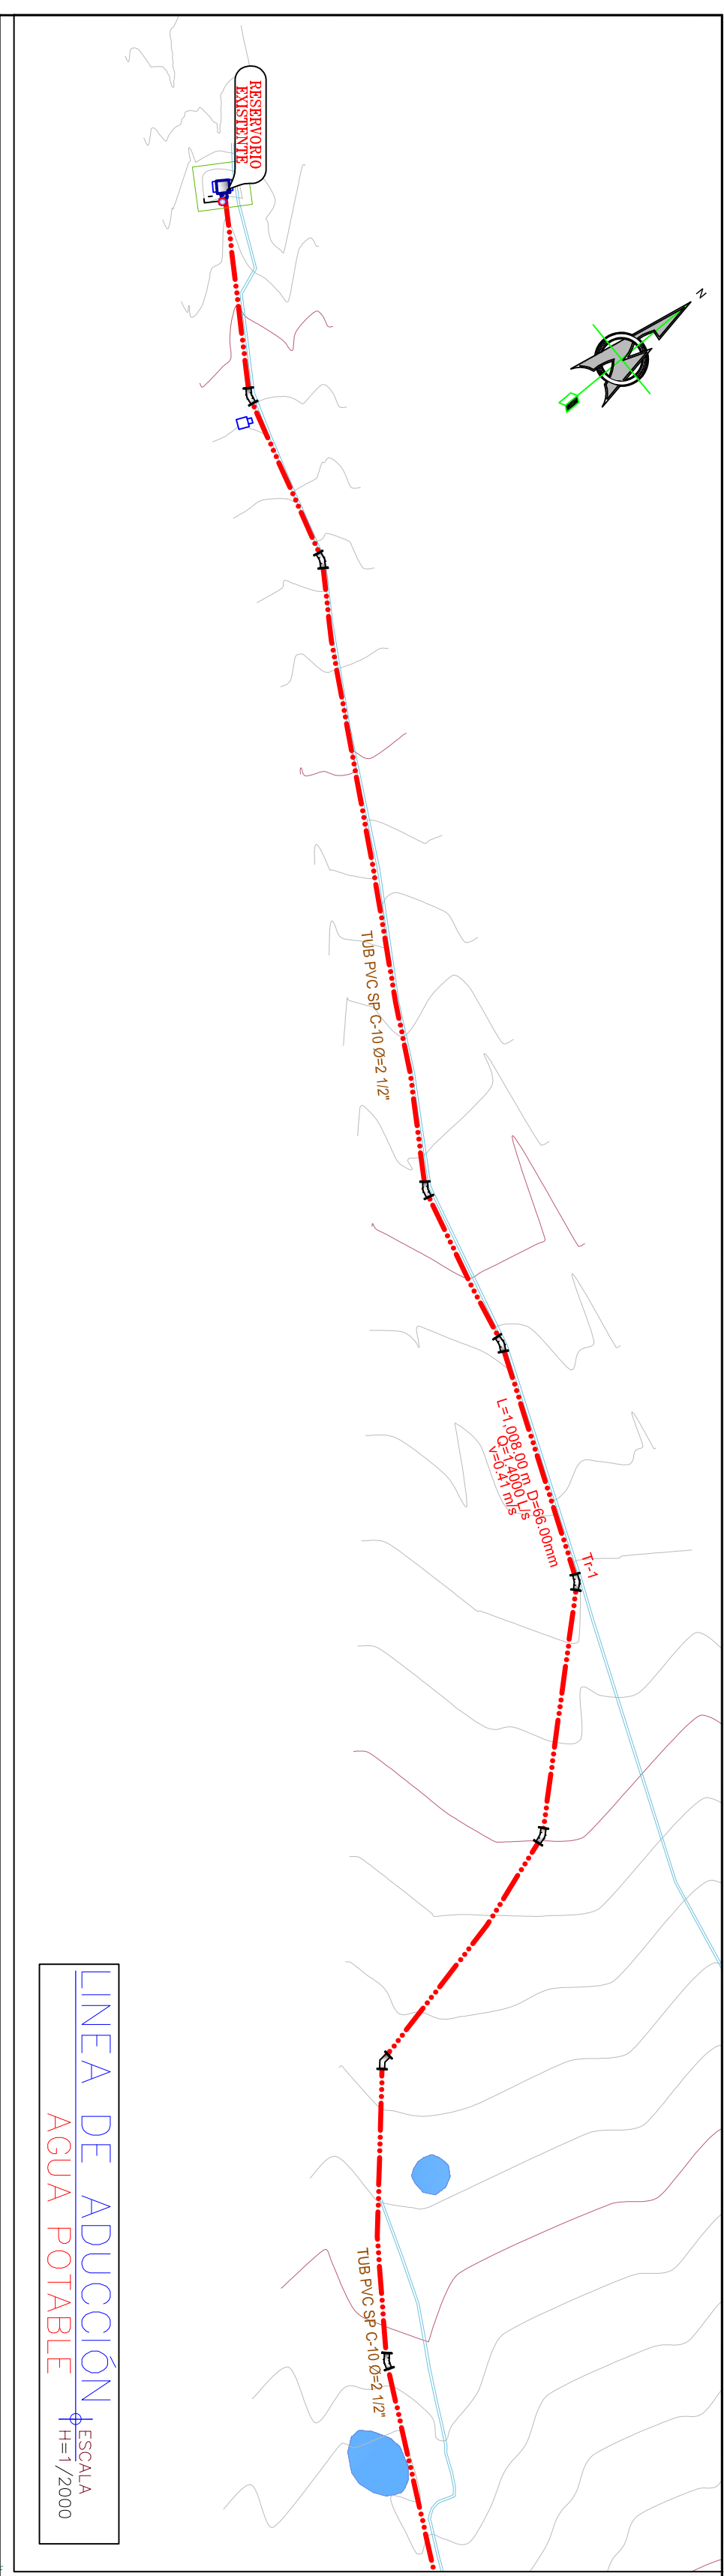 RESERVORIO
EXISTENTE
N
TUB PVC SP C-10 Ø=2 1/2"
L=1,008.00 m D=66.00mm
Q=1.4000 L/s
v=0.41 m/s
Tr-1
TUB PVC SP C-10 Ø=2 1/2"
LINEA DE ADUCCIÓN
AGUA POTABLE
ESCALA
H=1/2000